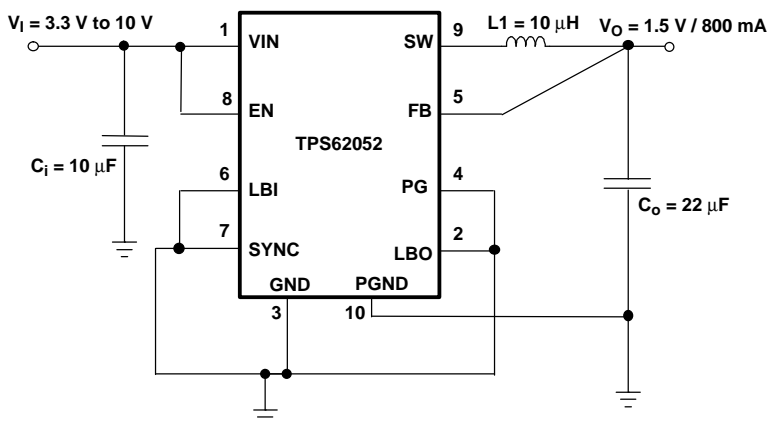 V_I = 3.3 V to 10 V
1
VIN
SW
9
L1 = 10 μH
V_O = 1.5 V / 800 mA
8
EN
FB
5
TPS62052
C_i = 10 μF
6
LBI
PG
4
C_o = 22 μF
7
SYNC
LBO
2
GND
PGND
3
10